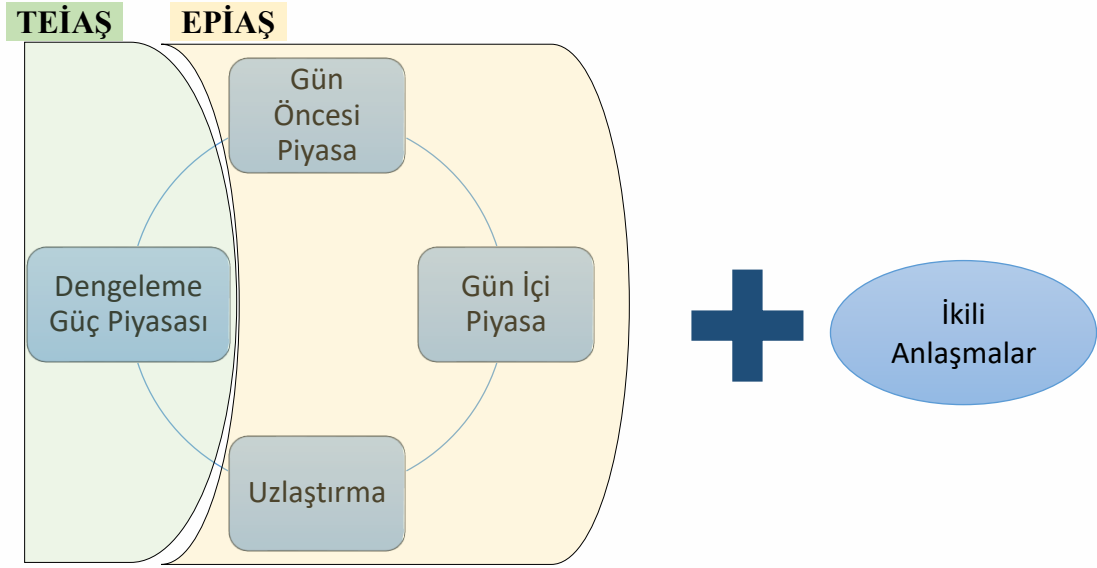 TEİAŞ
EPİAŞ
Gün
Öncesi
Piyasa
Dengeleme
Güç Piyasası
Gün İçi
Piyasa
Uzlaştırma
İkili
Anlaşmalar